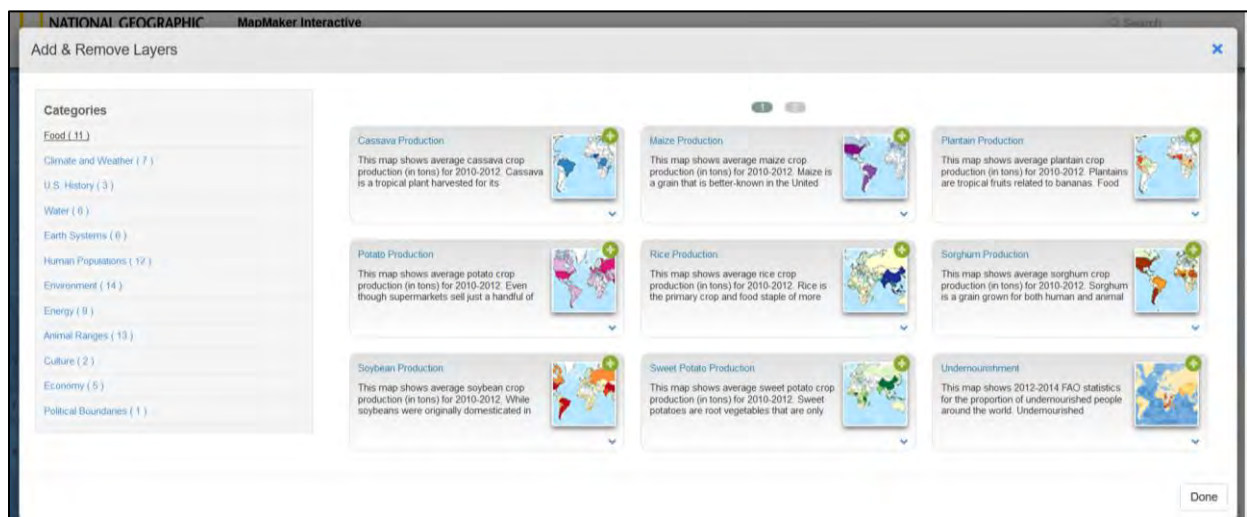 NATIONAL GEOGRAPHIC MapMaker Interactive
Search
Add & Remove Layers
Categories
Food ( 11 )
Climate and Weather ( 7 )
U.S. History ( 3 )
Water ( 6 )
Earth Systems ( 6 )
Human Populations ( 12 )
Environment ( 14 )
Energy ( 9 )
Animal Ranges ( 13 )
Culture ( 2 )
Economy ( 5 )
Political Boundaries ( 1 )
1 2
Cassava Production
This map shows average cassava crop
production (in tons) for 2010-2012. Cassava
is a tropical plant harvested for its
Maize Production
This map shows average maize crop
production (in tons) for 2010-2012. Maize is
a grain that is better-known in the United
Plantain Production
This map shows average plantain crop
production (in tons) for 2010-2012. Plantains
are tropical fruits related to bananas. Food
Potato Production
This map shows average potato crop
production (in tons) for 2010-2012. Even
though supermarkets sell just a handful of
Rice Production
This map shows average rice crop
production (in tons) for 2010-2012. Rice is
the primary crop and food staple of more
Sorghum Production
This map shows average sorghum crop
production (in tons) for 2010-2012. Sorghum
is a grain grown for both human and animal
Soybean Production
This map shows average soybean crop
production (in tons) for 2010-2012. While
soybeans were originally domesticated in
Sweet Potato Production
This map shows average sweet potato crop
production (in tons) for 2010-2012. Sweet
potatoes are root vegetables that are only
Undernourishment
This map shows 2012-2014 FAO statistics
for the proportion of undernourished people
around the world. Undernourished
Done